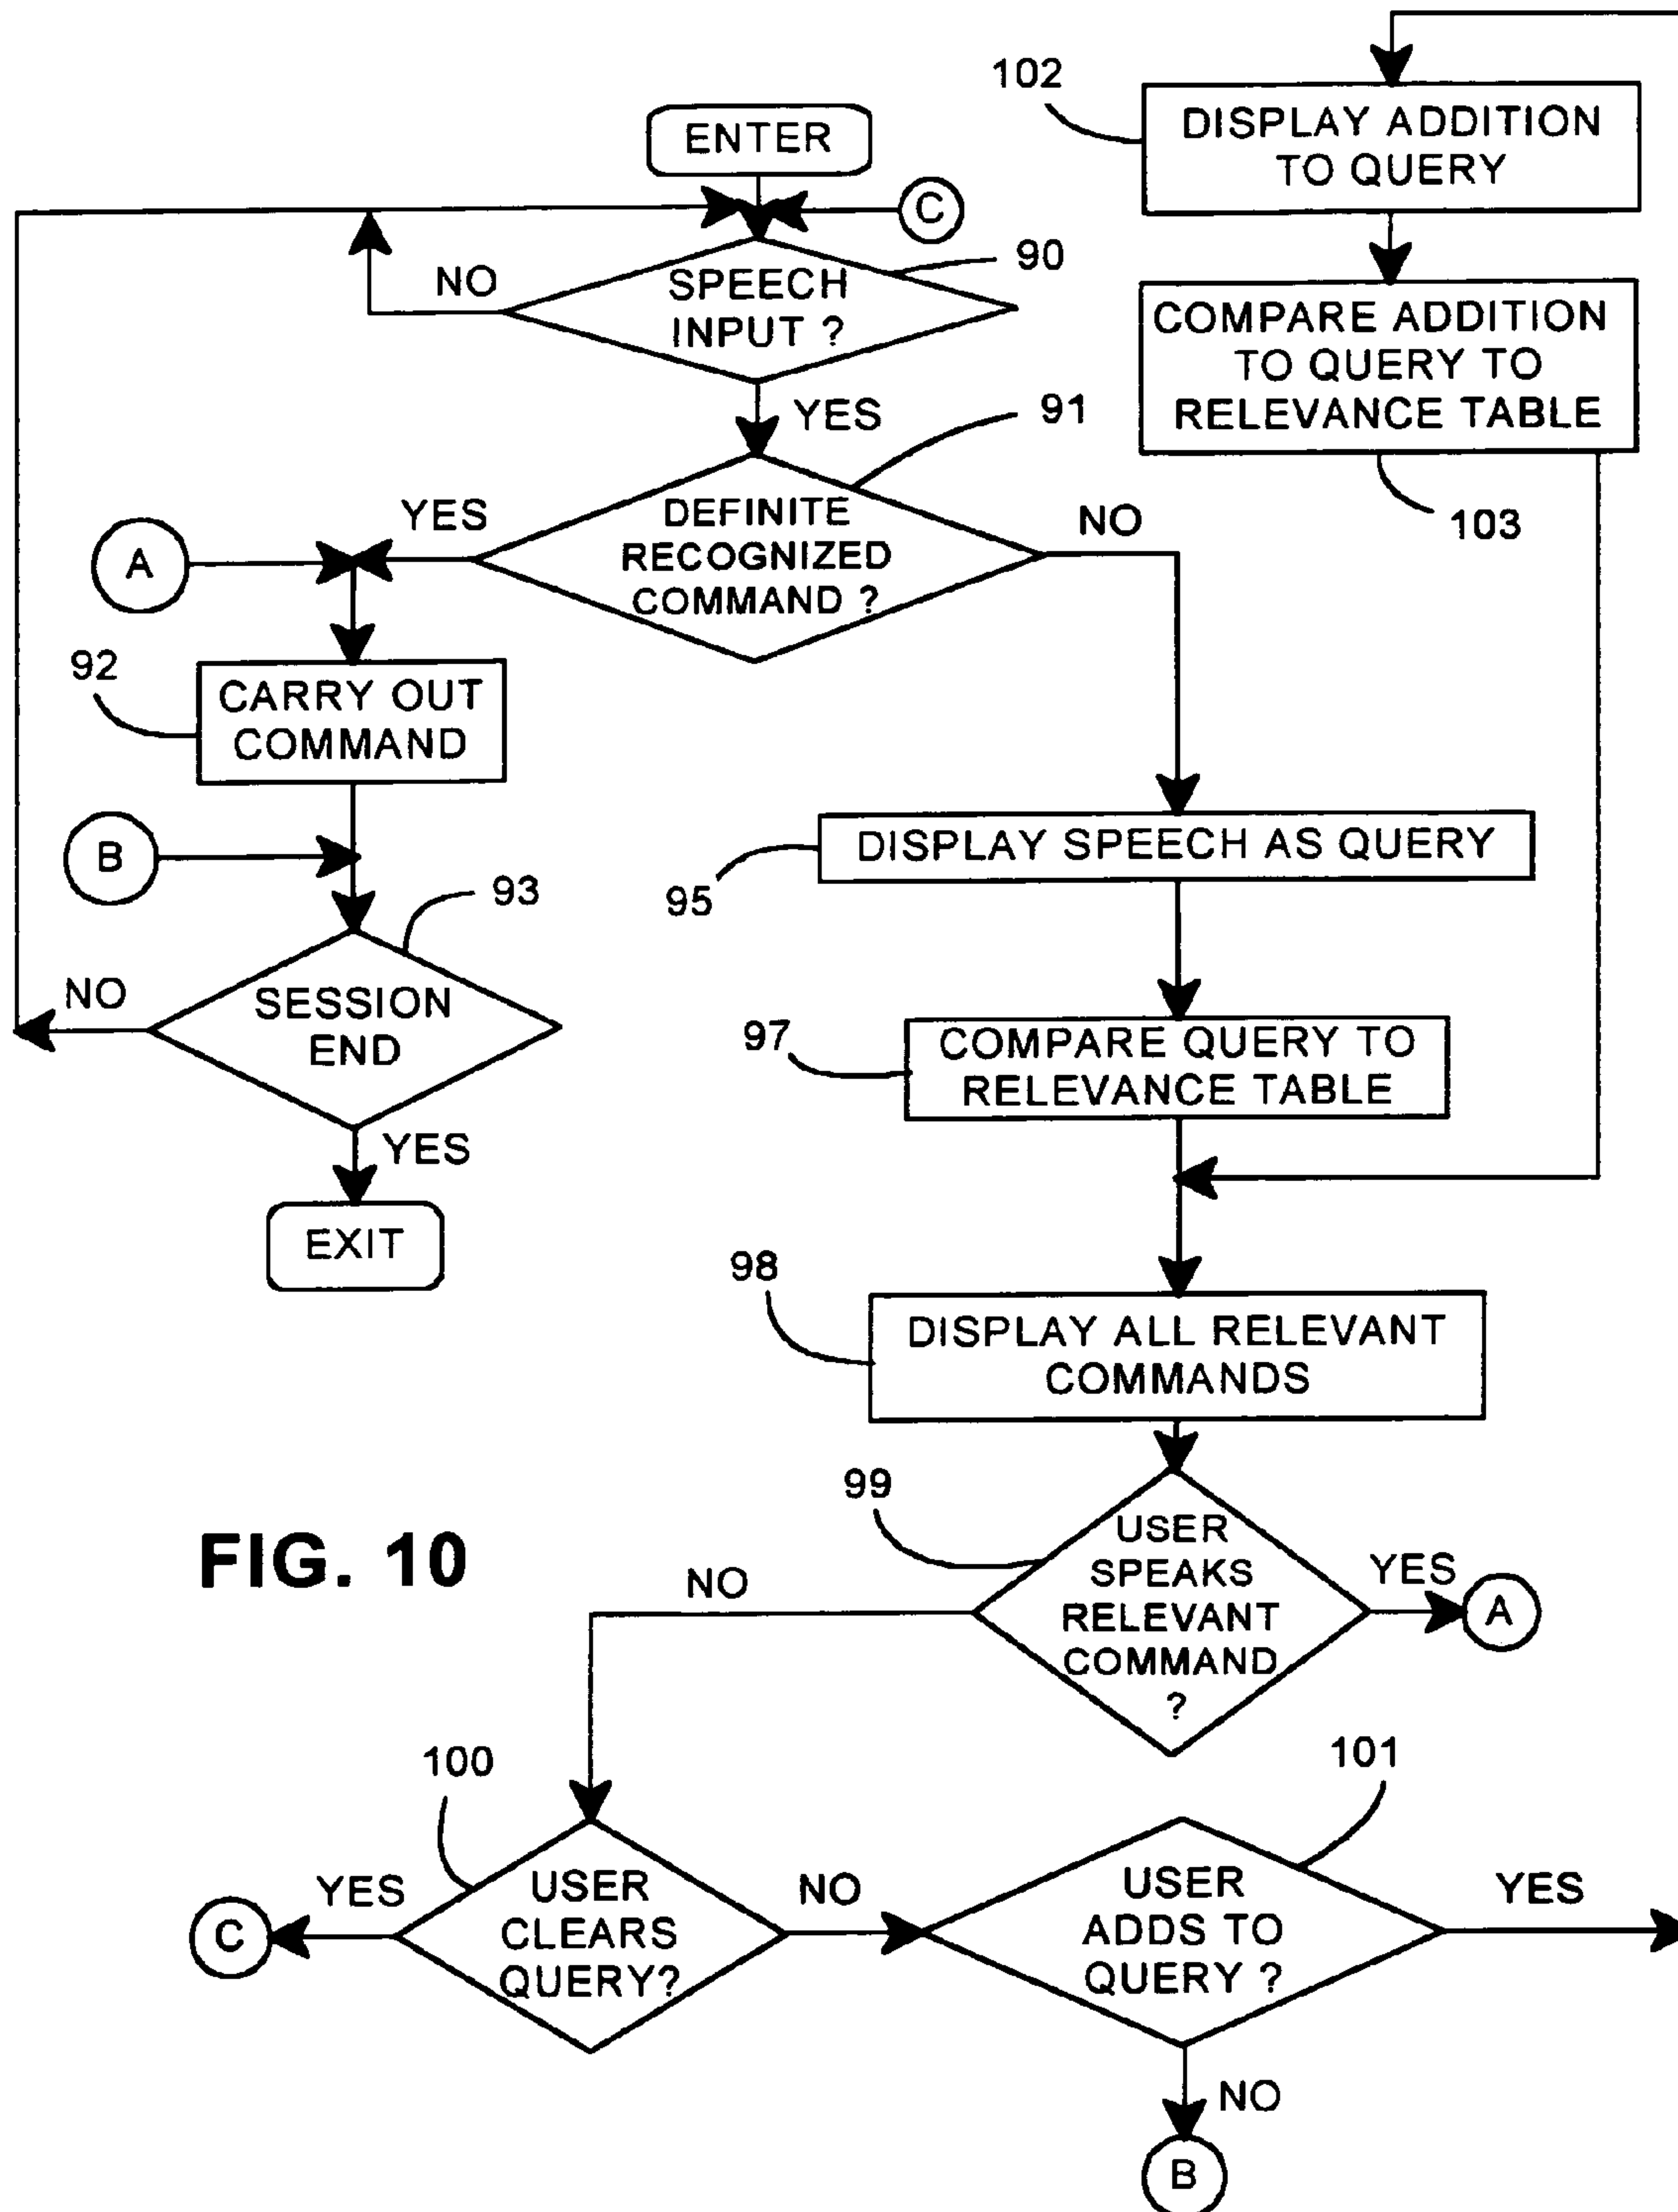 ENTER
C
SPEECH
INPUT ?
90
NO
YES
DEFINITE
RECOGNIZED
COMMAND ?
91
YES
NO
A
CARRY OUT
COMMAND
92
B
SESSION
END
93
NO
YES
EXIT
102
DISPLAY ADDITION
TO QUERY
COMPARE ADDITION
TO QUERY TO
RELEVANCE TABLE
103
DISPLAY SPEECH AS QUERY
95
97
COMPARE QUERY TO
RELEVANCE TABLE
98
DISPLAY ALL RELEVANT
COMMANDS
99
USER
SPEAKS
RELEVANT
COMMAND
?
YES
A
NO
FIG. 10
100
USER
CLEARS
QUERY?
YES
C
NO
101
USER
ADDS TO
QUERY ?
YES
NO
B